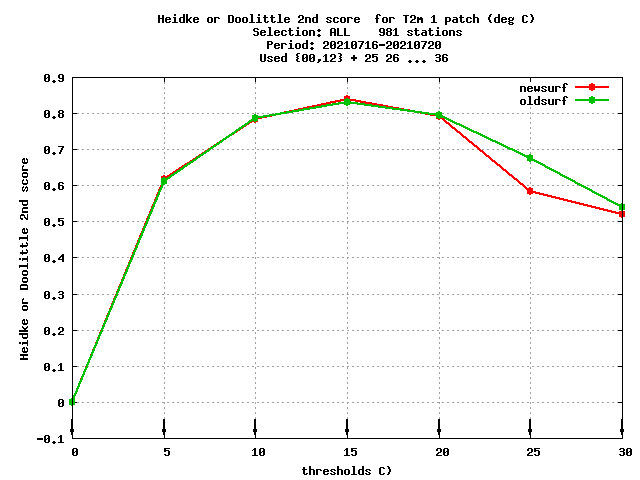 Heidke or Doolittle 2nd score  for T2m 1 patch (deg C)
Selection: ALL    981 stations
Period: 20210716-20210720
Used {00,12} + 25 26 ... 36
newsurf
oldsurf
0.9
0.8
0.7
0.6
0.5
0.4
0.3
0.2
0.1
0
-0.1
Heidke or Doolittle 2nd score
0 5 10 15 20 25 30
thresholds C)